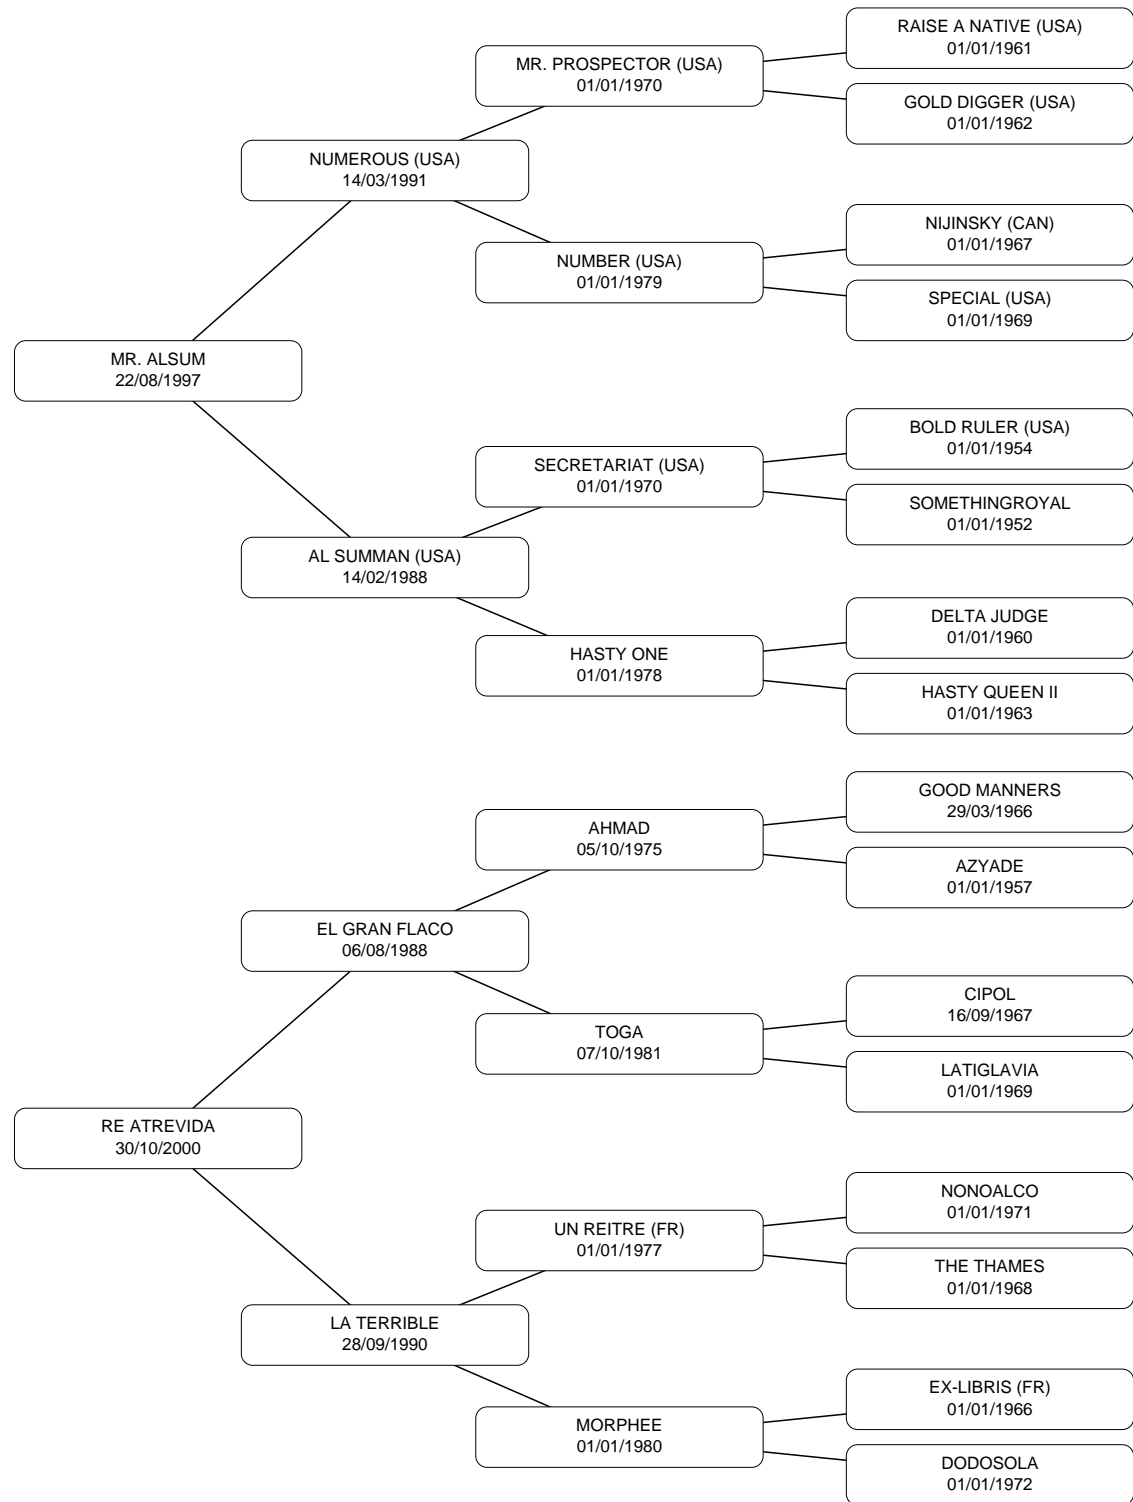 RAISE A NATIVE (USA)
01/01/1961
MR. PROSPECTOR (USA)
01/01/1970
GOLD DIGGER (USA)
01/01/1962
NUMEROUS (USA)
14/03/1991
NIJINSKY (CAN)
01/01/1967
NUMBER (USA)
01/01/1979
SPECIAL (USA)
01/01/1969
MR. ALSUM
22/08/1997
BOLD RULER (USA)
01/01/1954
SECRETARIAT (USA)
01/01/1970
SOMETHINGROYAL
01/01/1952
AL SUMMAN (USA)
14/02/1988
DELTA JUDGE
01/01/1960
HASTY ONE
01/01/1978
HASTY QUEEN II
01/01/1963
GOOD MANNERS
29/03/1966
AHMAD
05/10/1975
AZYADE
01/01/1957
EL GRAN FLACO
06/08/1988
CIPOL
16/09/1967
TOGA
07/10/1981
LATIGLAVIA
01/01/1969
RE ATREVIDA
30/10/2000
NONOALCO
01/01/1971
UN REITRE (FR)
01/01/1977
THE THAMES
01/01/1968
LA TERRIBLE
28/09/1990
EX-LIBRIS (FR)
01/01/1966
MORPHEE
01/01/1980
DODOSOLA
01/01/1972